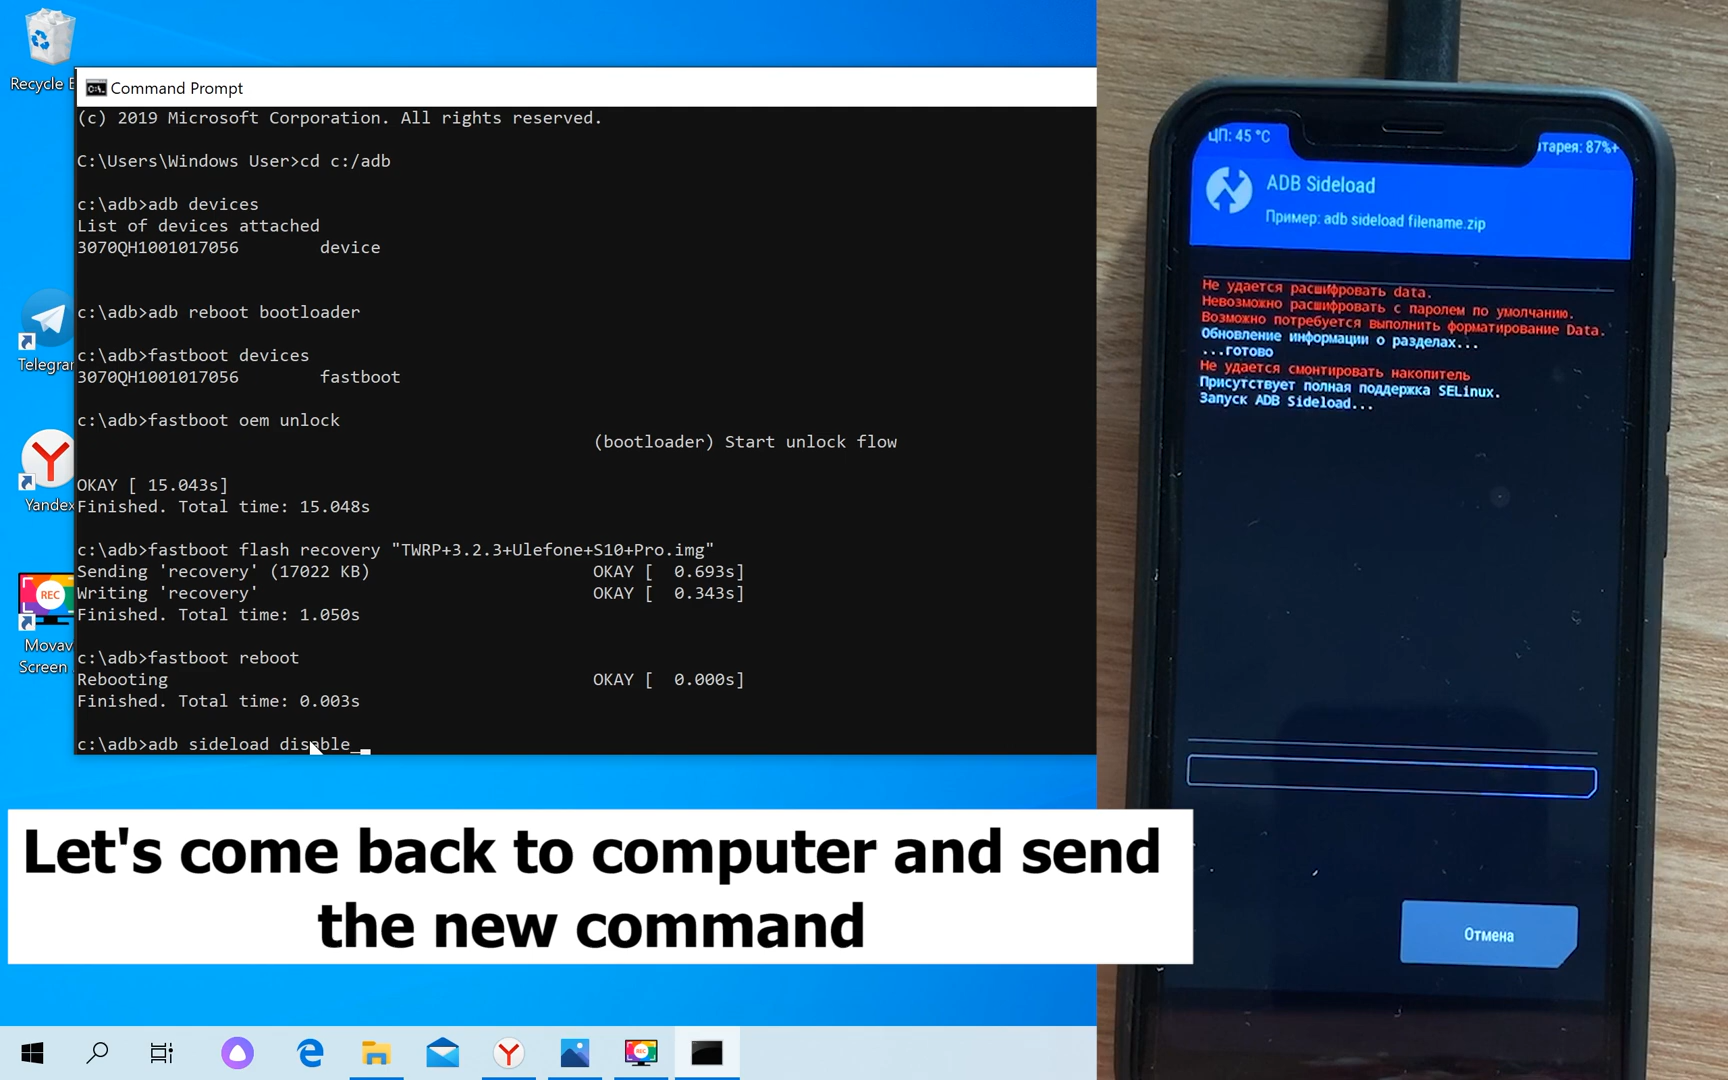 Recycle B
Command Prompt
(c) 2019 Microsoft Corporation. All rights reserved.
C:\Users\Windows User>cd c:/adb
c:\adb>adb devices
List of devices attached
3070QH1001017056 device
c:\adb>adb reboot bootloader
c:\adb>fastboot devices
3070QH1001017056 fastboot
c:\adb>fastboot oem unlock
(bootloader) Start unlock flow
OKAY [ 15.043s]
Finished. Total time: 15.048s
c:\adb>fastboot flash recovery "TWRP+3.2.3+Ulefone+S10+Pro.img"
Sending 'recovery' (17022 KB) OKAY [ 0.693s]
Writing 'recovery' OKAY [ 0.343s]
Finished. Total time: 1.050s
c:\adb>fastboot reboot
Rebooting OKAY [ 0.000s]
Finished. Total time: 0.003s
c:\adb>adb sideload disable_
Telegram
Yandex
REC
Movav
Screen
Let's come back to computer and send
the new command
REC
ЦП: 45 °C
тарея: 87%+
ADB Sideload
Пример: adb sideload filename.zip
Не удается расшифровать data.
Невозможно расшифровать с паролем по умолчанию.
Возможно потребуется выполнить форматирование Data.
Обновление информации о разделах...
...готово
Не удается смонтировать накопитель
Присутствует полная поддержка SELinux.
Запуск ADB Sideload...
Отмена